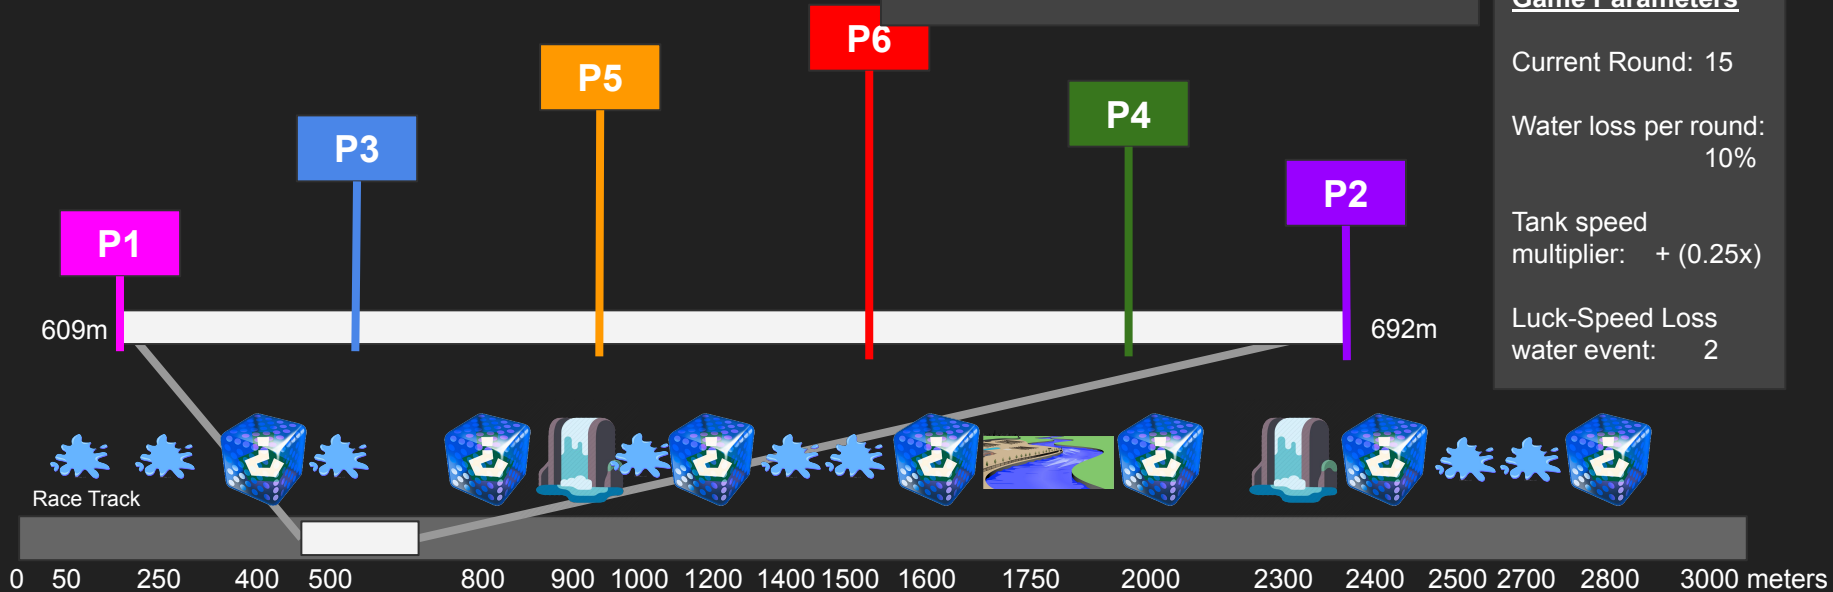 Game Parameters
Current Round: 15
Water loss per round:
10%
Tank speed
multiplier: + (0.25x)
Luck-Speed Loss
water event: 2
P6
P5
P4
P3
P2
P1
609m
692m
Race Track
0 50 250 400 500 800 900 1000 1200 1400 1500 1600 1750 2000 2300 2400 2500 2700 2800 3000 meters